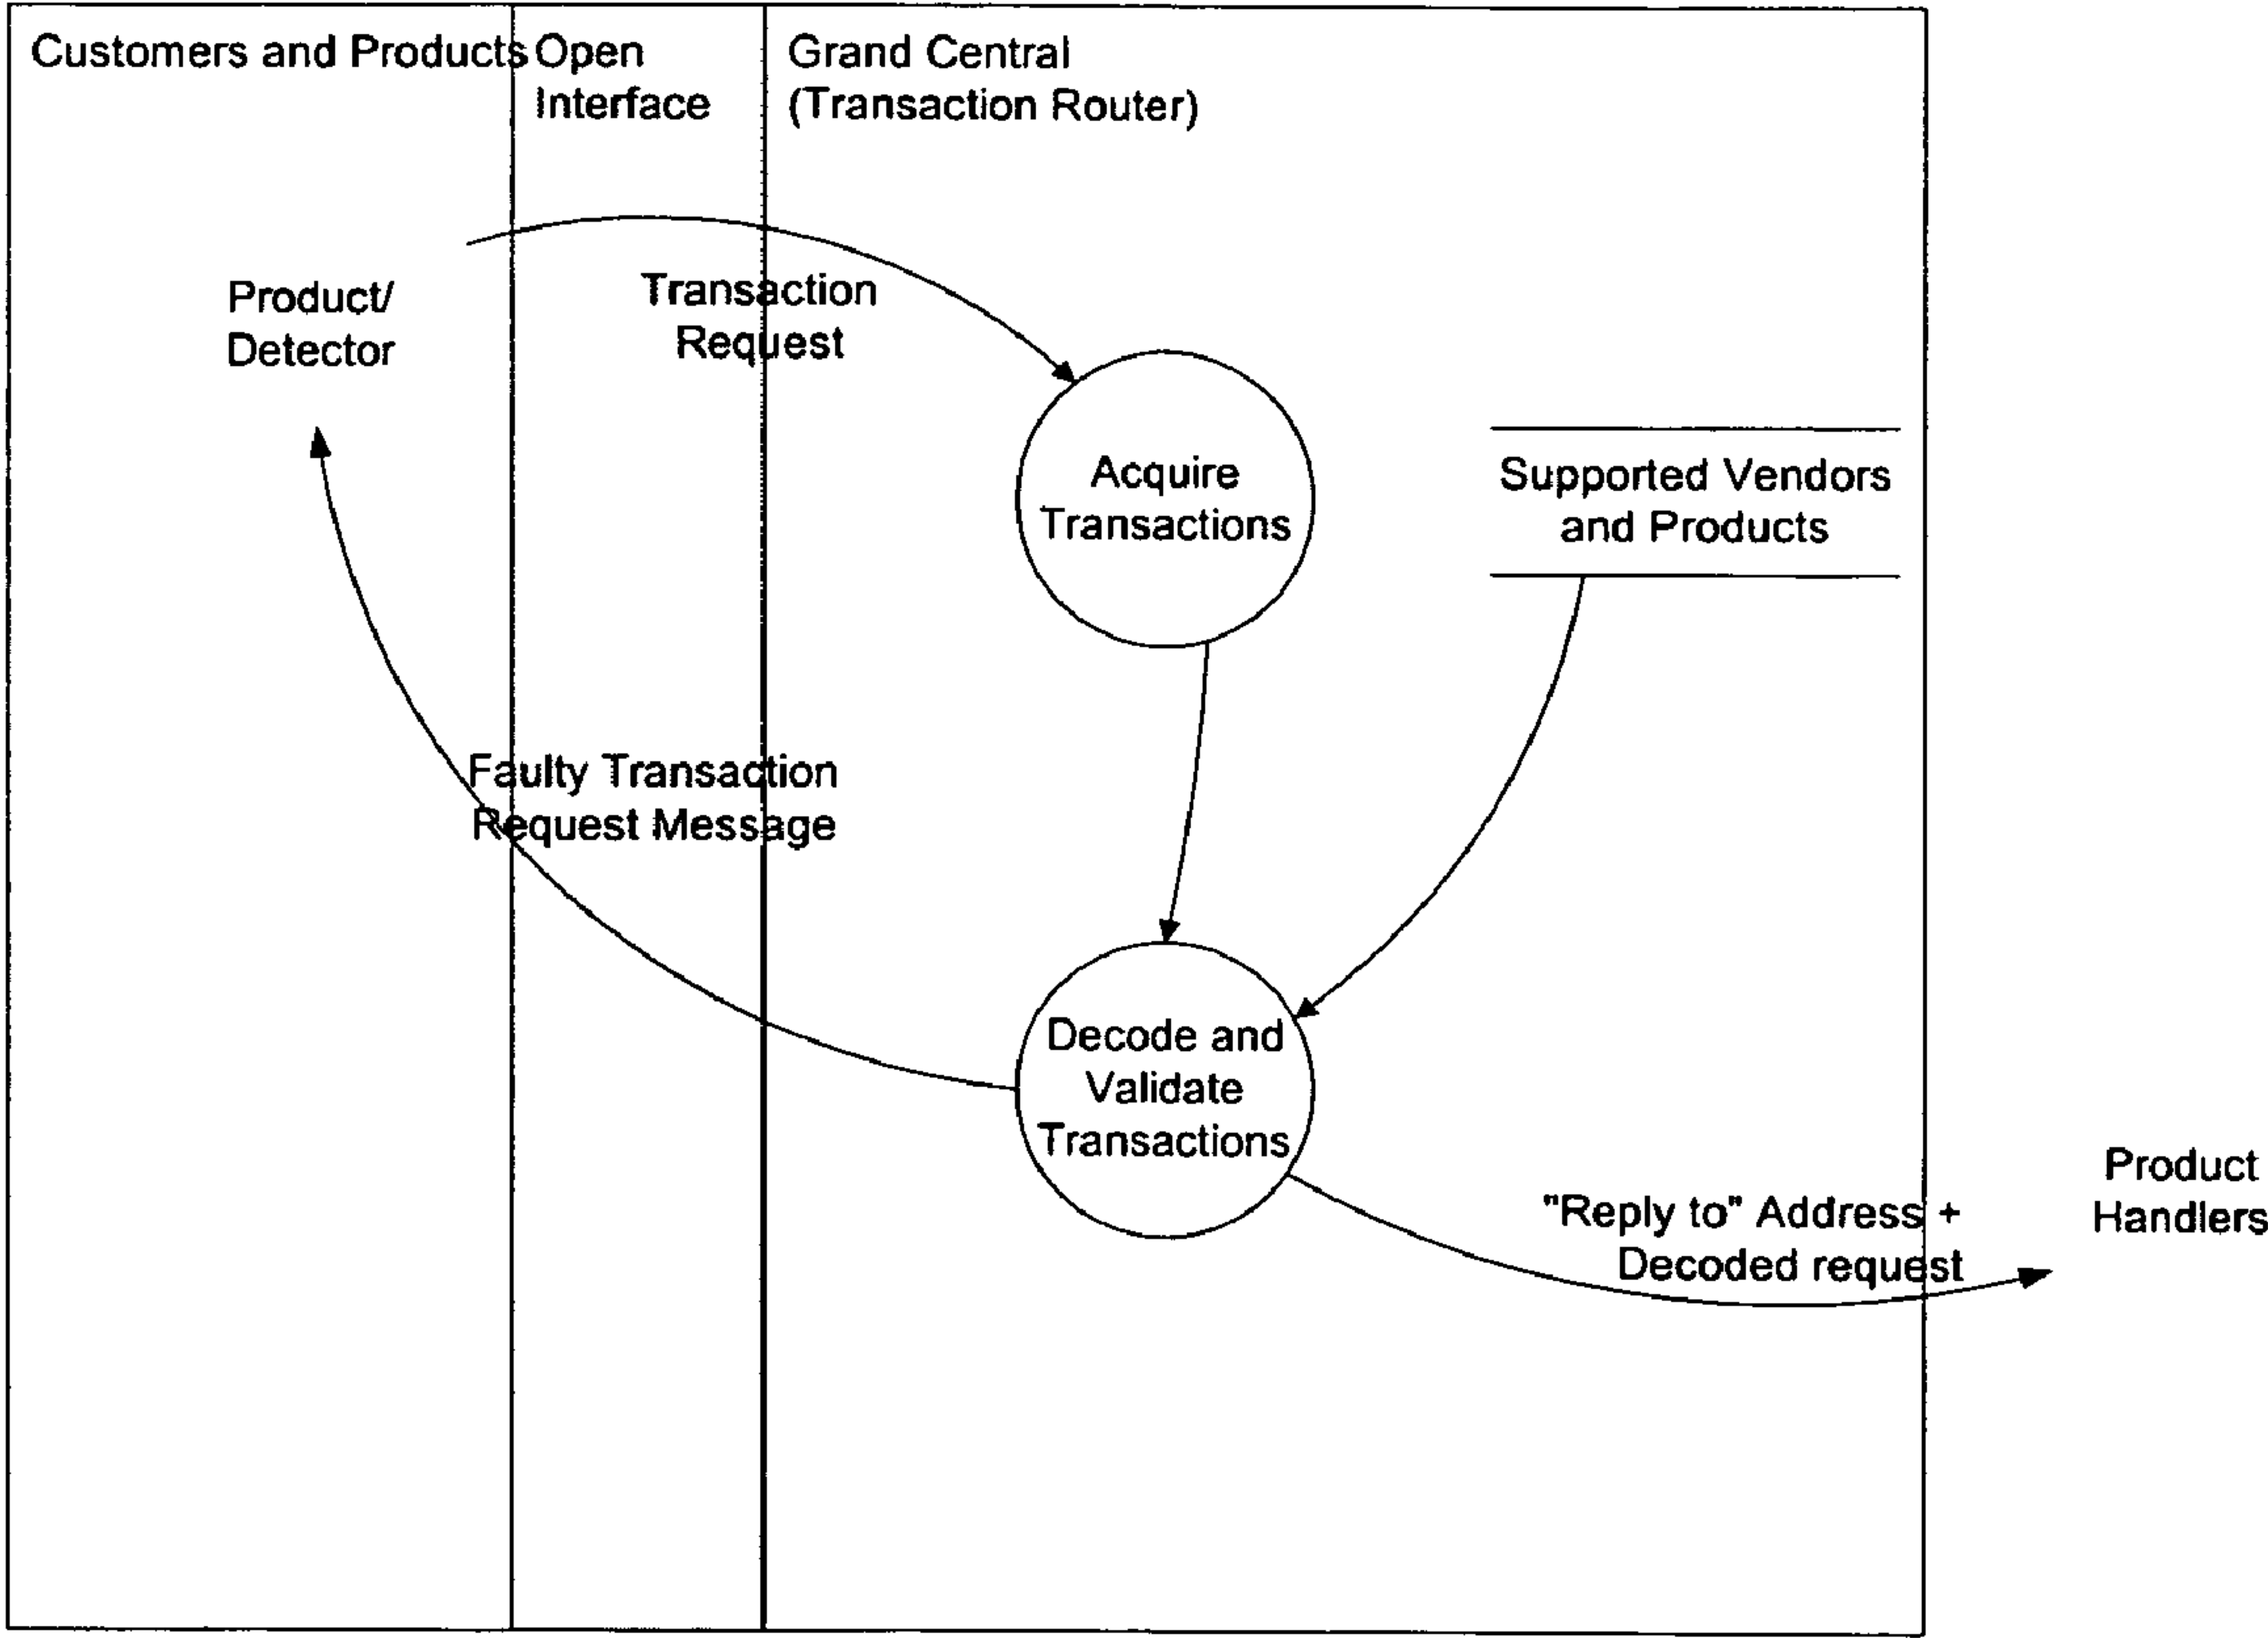 Customers and Products
Open
Interface
Grand Central
(Transaction Router)
Product/
Detector
Transaction
Request
Acquire
Transactions
Supported Vendors
and Products
Faulty Transaction
Request Message
Decode and
Validate
Transactions
"Reply to" Address +
Decoded request
Product
Handlers